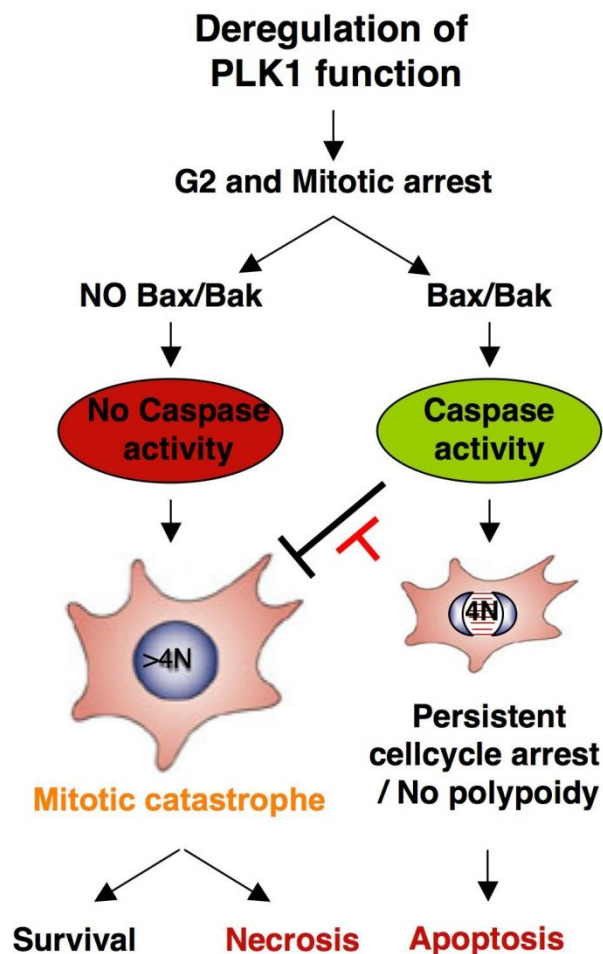 Deregulation of
PLK1 function
G2 and Mitotic arrest
NO Bax/Bak
Bax/Bak
No Caspase
activity
Caspase
activity
>4N
4N
Mitotic catastrophe
Persistent
cellcycle arrest
/ No polypoidy
Survival
Necrosis
Apoptosis